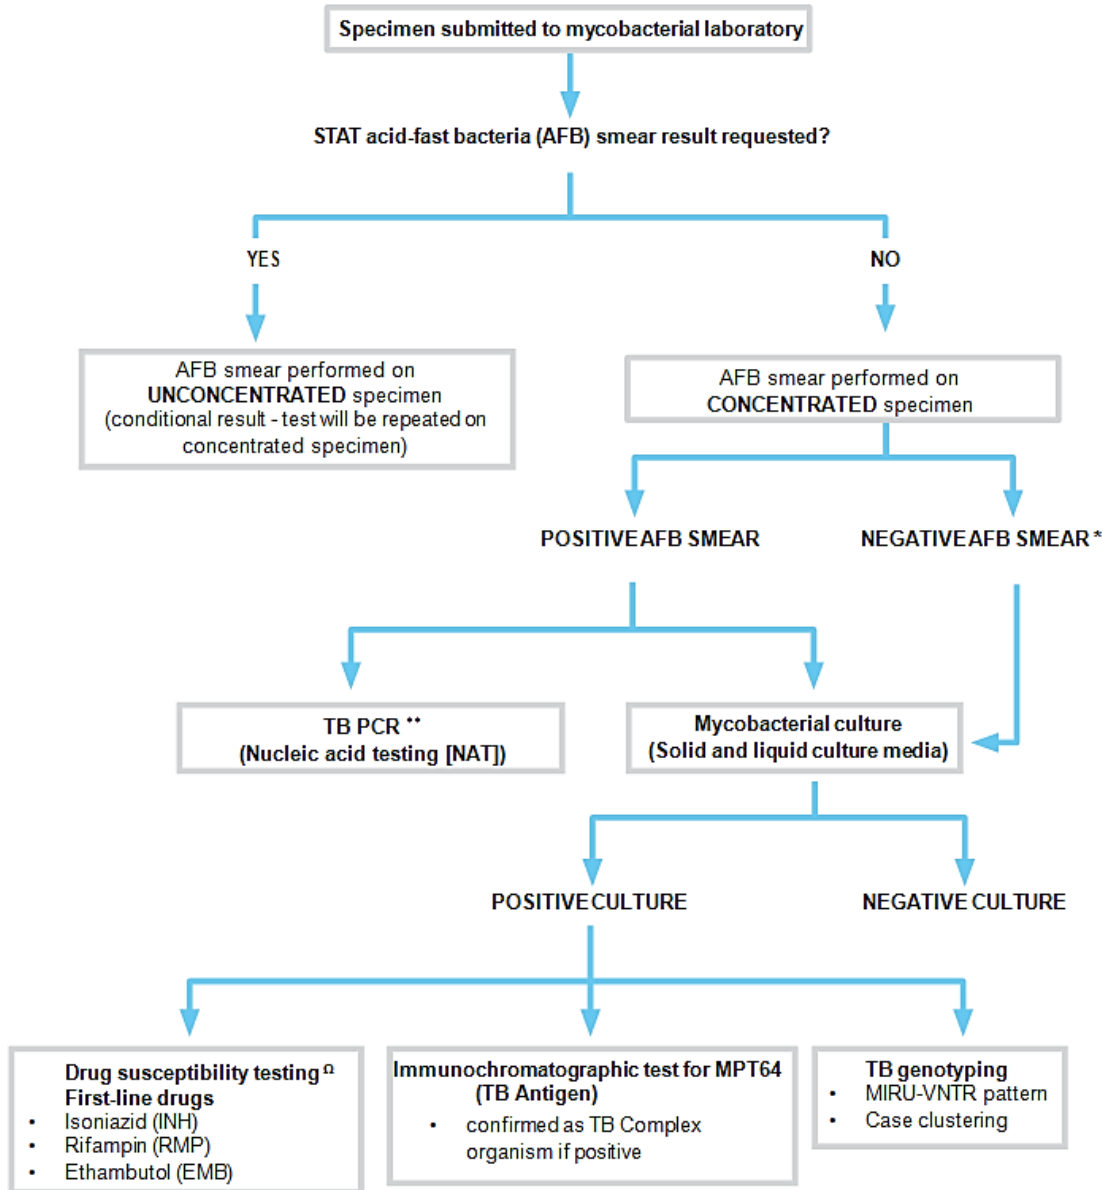 Specimen submitted to mycobacterial laboratory
STAT acid-fast bacteria (AFB) smear result requested?
YES
NO
AFB smear performed on
UNCONCENTRATED specimen
(conditional result - test will be repeated on
concentrated specimen)
AFB smear performed on
CONCENTRATED specimen
POSITIVE AFB SMEAR
NEGATIVE AFB SMEAR *
TB PCR **
(Nucleic acid testing [NAT])
Mycobacterial culture
(Solid and liquid culture media)
POSITIVE CULTURE
NEGATIVE CULTURE
Drug susceptibility testing Ω
First-line drugs
• Isoniazid (INH)
• Rifampin (RMP)
• Ethambutol (EMB)
Immunochromatographic test for MPT64
(TB Antigen)
• confirmed as TB Complex
organism if positive
TB genotyping
• MIRU-VNTR pattern
• Case clustering